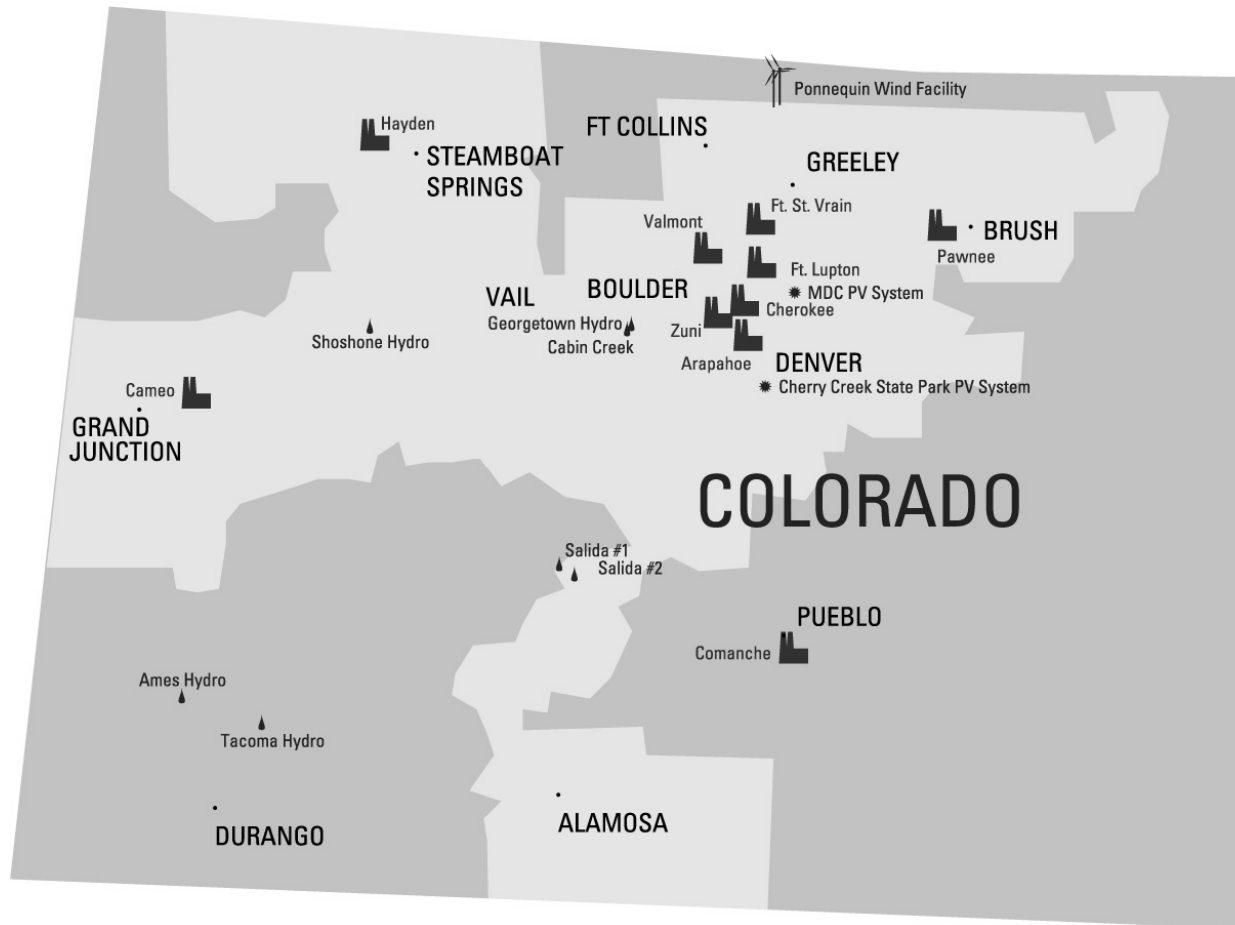 Ponnequin Wind Facility
Hayden
FT COLLINS
STEAMBOAT
SPRINGS
GREELEY
Ft. St. Vrain
Valmont
BRUSH
Pawnee
Ft. Lupton
BOULDER
MDC PV System
VAIL
Cherokee
Georgetown Hydro
Zuni
Shoshone Hydro
Cabin Creek
Arapahoe
DENVER
Cherry Creek State Park PV System
Cameo
GRAND
JUNCTION
COLORADO
Salida #1
Salida #2
PUEBLO
Comanche
Ames Hydro
Tacoma Hydro
ALAMOSA
DURANGO